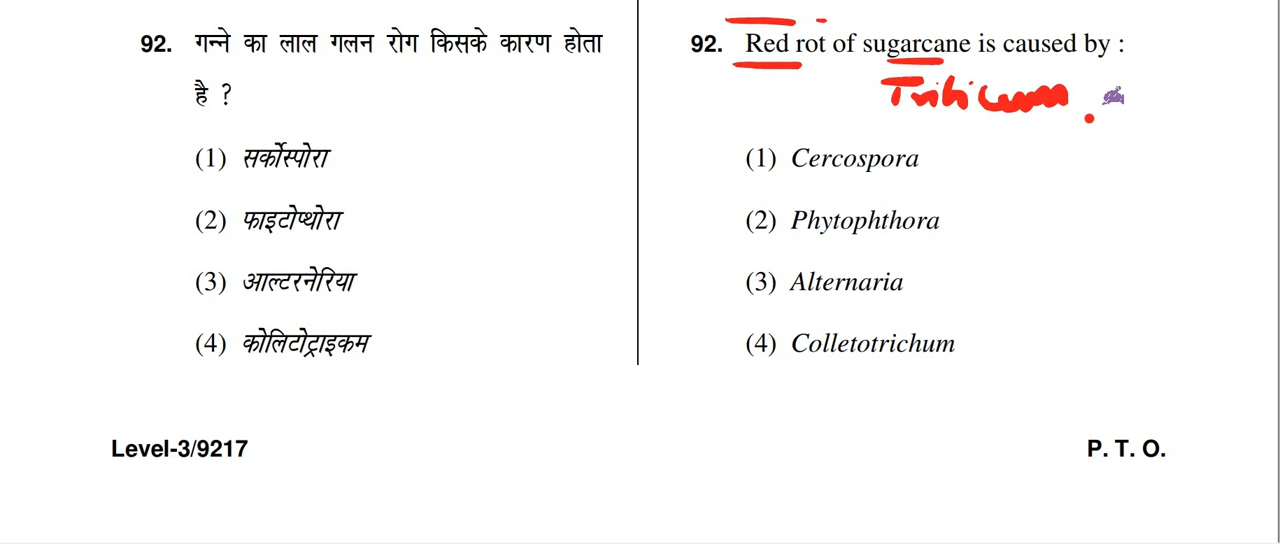 92. गन्ने का लाल गलन रोग किसके कारण होता
है ?
(1) सर्कोस्पोरा
(2) फाइटोप्थोरा
(3) आल्टरनेरिया
(4) कोलिटोट्राइकम
Level-3/9217
92. Red rot of sugarcane is caused by :
(1) Cercospora
(2) Phytophthora
(3) Alternaria
(4) Colletotrichum
P. T. O.